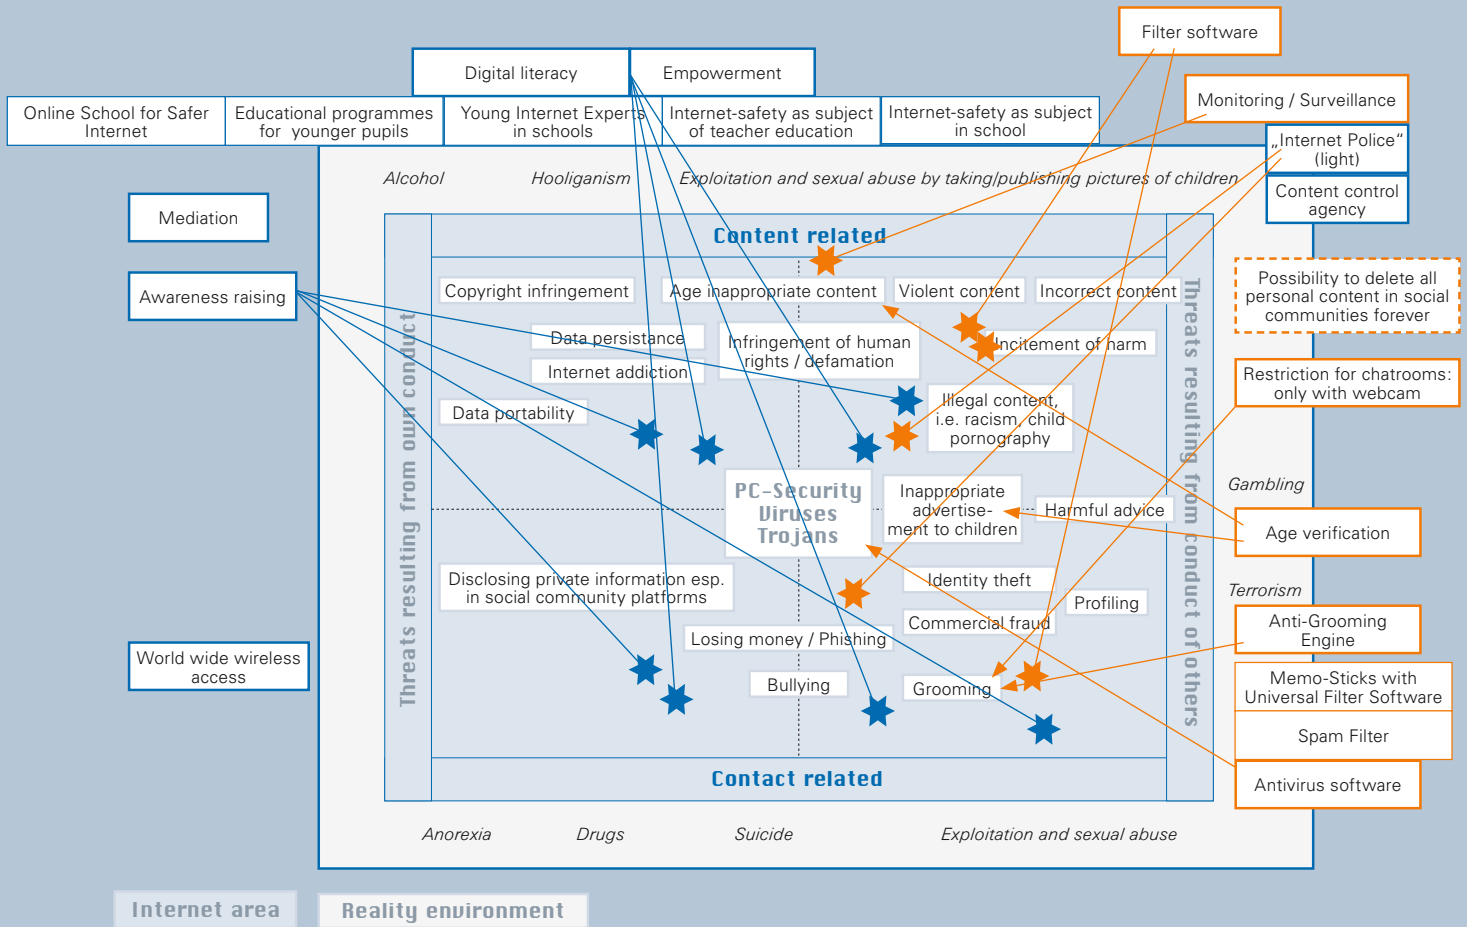 Filter software
Digital literacy
Empowerment
Monitoring / Surveillance
Online School for Safer
Internet
Educational programmes
for younger pupils
Young Internet Experts
in schools
Internet-safety as subject
of teacher education
Internet-safety as subject
in school
„Internet Police“
(light)
Content control
agency
Alcohol
Hooliganism
Exploitation and sexual abuse by taking/publishing pictures of children
Mediation
Awareness raising
World wide wireless
access
Content related
Threats resulting from own conduct
Threats resulting from conduct of others
Copyright infringement
Age inappropriate content
Violent content
Incorrect content
Data persistance
Infringement of human
rights / defamation
Incitement of harm
Internet addiction
Data portability
Illegal content,
i.e. racism, child
pornography
PC-Security
Viruses
Trojans
Inappropriate
advertise-
ment to children
Harmful advice
Disclosing private information esp.
in social community platforms
Identity theft
Profiling
Commercial fraud
Losing money / Phishing
Bullying
Grooming
Contact related
Possibility to delete all
personal content in social
communities forever
Restriction for chatrooms:
only with webcam
Gambling
Age verification
Terrorism
Anti-Grooming
Engine
Memo-Sticks with
Universal Filter Software
Spam Filter
Antivirus software
Anorexia
Drugs
Suicide
Exploitation and sexual abuse
Internet area
Reality environment